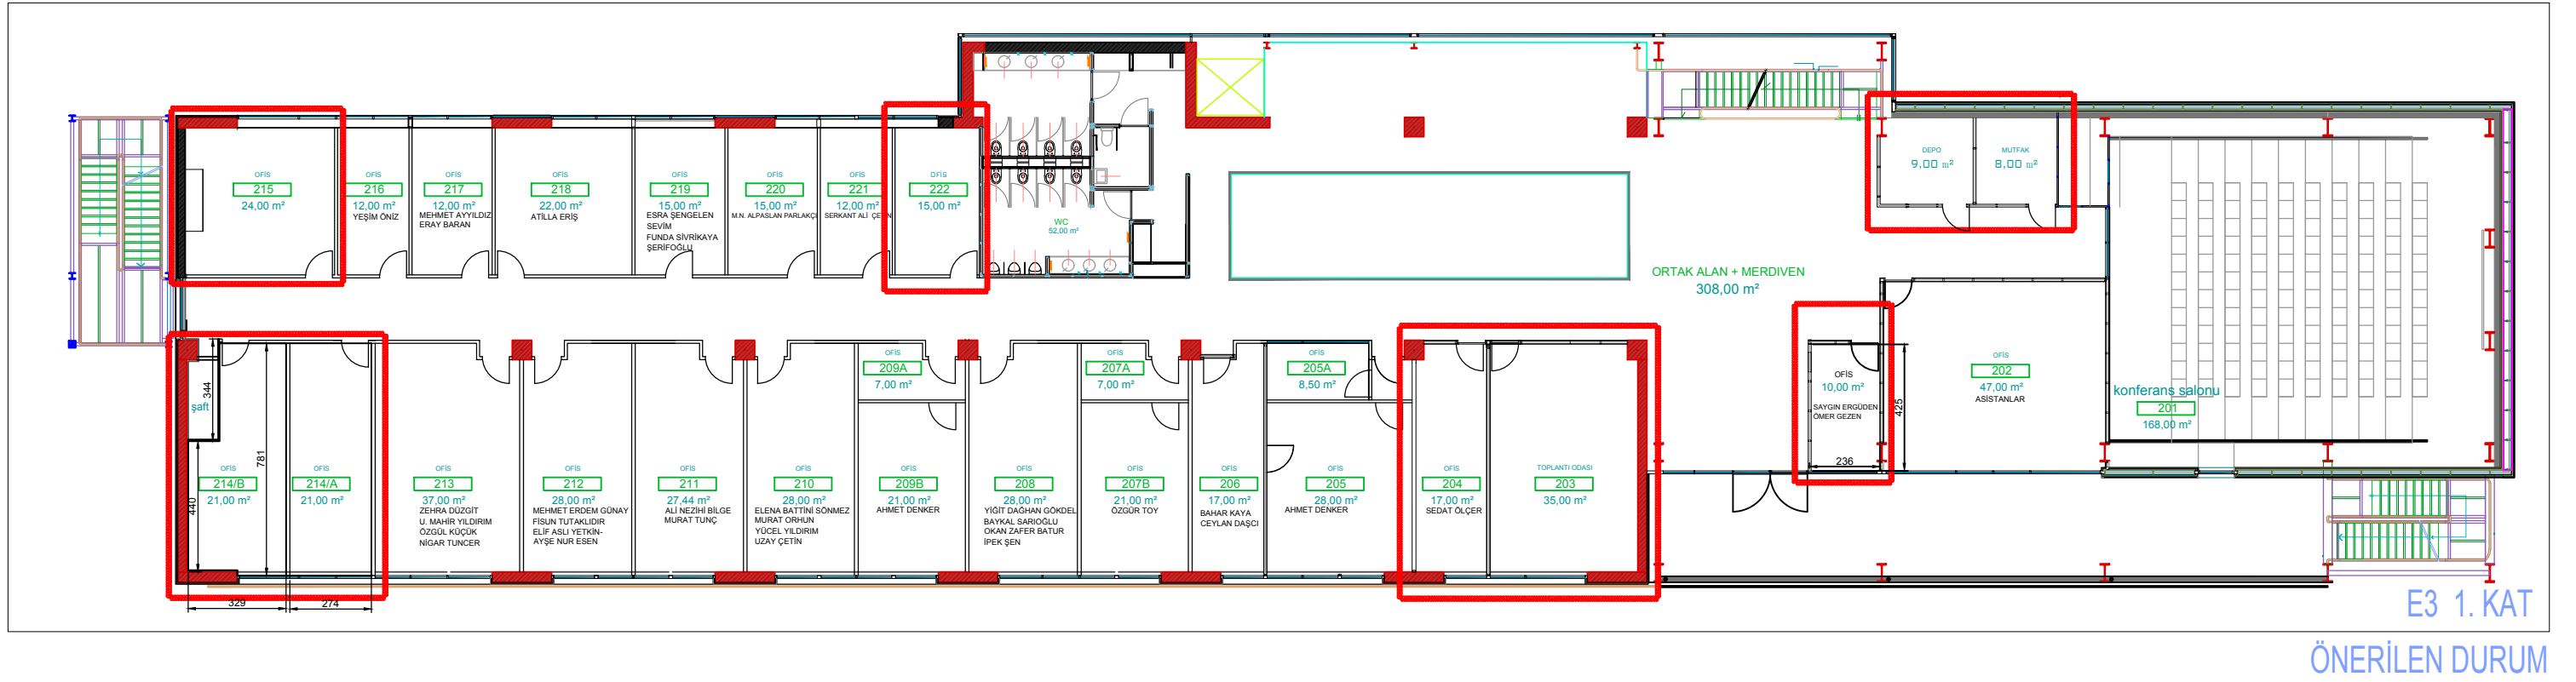 OFİS
215
24,00 m²
OFİS
216
12,00 m²
YEŞİM ÖNİZ
OFİS
217
12,00 m²
MEHMET AYYILDIZ
ERAY BARAN
OFİS
218
22,00 m²
ATİLLA ERİŞ
OFİS
219
15,00 m²
ESRA ŞENGELEN
SEVİM
FUNDA SİVRİKAYA
ŞERİFOĞLU
OFİS
220
15,00 m²
M.N. ALPASLAN PARLAKÇI
OFİS
221
12,00 m²
SERKANT ALİ ÇETİN
OFİS
222
15,00 m²
WC
52,00 m²
ORTAK ALAN + MERDIVEN
308,00 m²
DEPO
9,00 m²
MUTFAK
8,00 m²
şaft
344
440
781
329
274
OFİS
214/B
21,00 m²
OFİS
214/A
21,00 m²
OFİS
213
37,00 m²
ZEHRA DÜZGİT
U. MAHİR YILDIRIM
ÖZGÜL KÜÇÜK
NİGAR TUNCER
OFİS
212
28,00 m²
MEHMET ERDEM GÜNAY
FİSUN TUTAKLIDIR
ELİF ASLI YETKİN-
AYŞE NUR ESEN
OFİS
211
27,44 m²
ALİ NEZİHİ BİLGE
MURAT TUNÇ
OFİS
210
28,00 m²
ELENA BATTİNİ SÖNMEZ
MURAT ORHUN
YÜCEL YILDIRIM
UZAY ÇETİN
OFİS
209A
7,00 m²
OFİS
209B
21,00 m²
AHMET DENKER
OFİS
208
28,00 m²
YİĞİT DAĞHAN GÖKDEL
BAYKAL SARIOĞLU
OKAN ZAFER BATUR
İPEK ŞEN
OFİS
207A
7,00 m²
OFİS
207B
21,00 m²
ÖZGÜR TOY
OFİS
206
17,00 m²
BAHAR KAYA
CEYLAN DAŞCI
OFİS
205A
8,50 m²
OFİS
205
28,00 m²
AHMET DENKER
OFİS
204
17,00 m²
SEDAT ÖLÇER
TOPLANTI ODASI
203
35,00 m²
OFİS
10,00 m²
SAYGIN ERGÜDEN
ÖMER GEZEN
236
425
OFİS
202
47,00 m²
ASİSTANLAR
konferans salonu
201
168,00 m²
E3 1. KAT
ÖNERİLEN DURUM